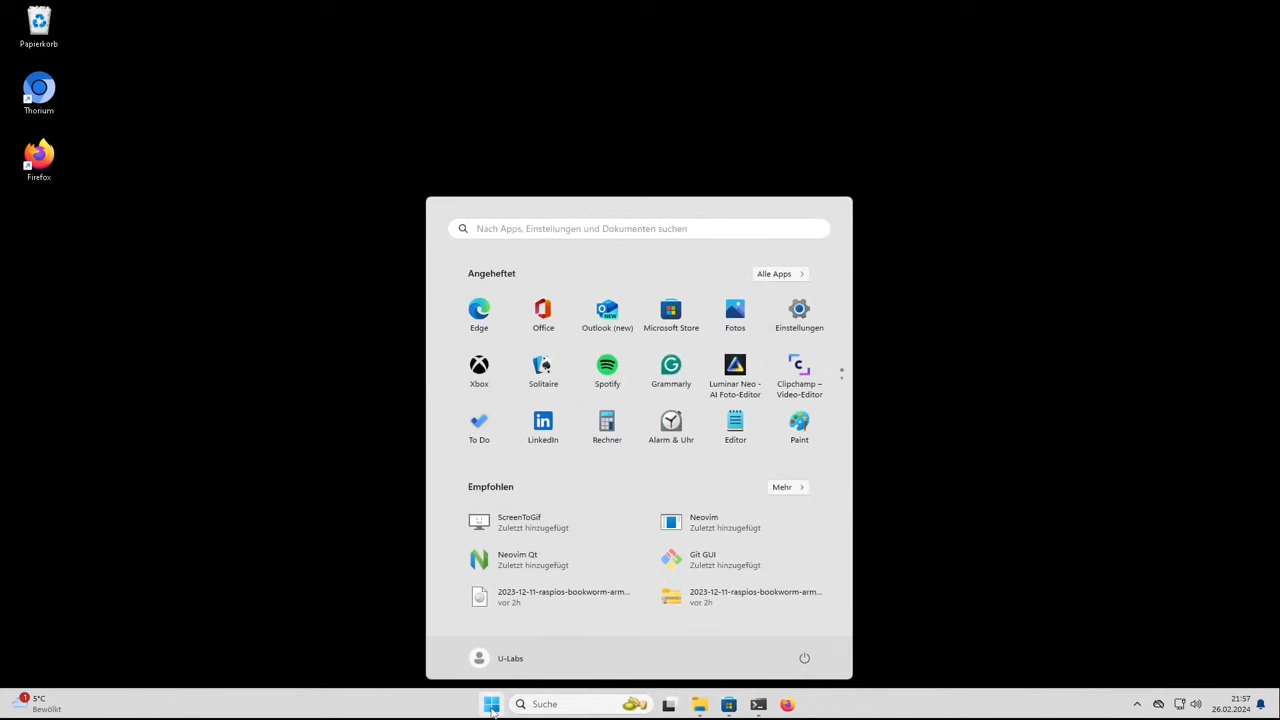 Papierkorb
Thorium
Firefox
Nach Apps, Einstellungen und Dokumenten suchen
Angeheftet
Alle Apps
Edge
Office
NEW
Outlook (new)
Microsoft Store
Fotos
Einstellungen
Xbox
Solitaire
Spotify
Grammarly
Luminar Neo -
AI Foto-Editor
Clipchamp –
Video-Editor
To Do
LinkedIn
Rechner
Alarm & Uhr
Editor
Paint
Empfohlen
Mehr
ScreenToGif
Zuletzt hinzugefügt
Neovim
Zuletzt hinzugefügt
Neovim Qt
Zuletzt hinzugefügt
Git GUI
Zuletzt hinzugefügt
2023-12-11-raspios-bookworm-arm...
vor 2h
2023-12-11-raspios-bookworm-arm...
vor 2h
U-Labs
1
5°C
Bewölkt
Suche
21:57
26.02.2024